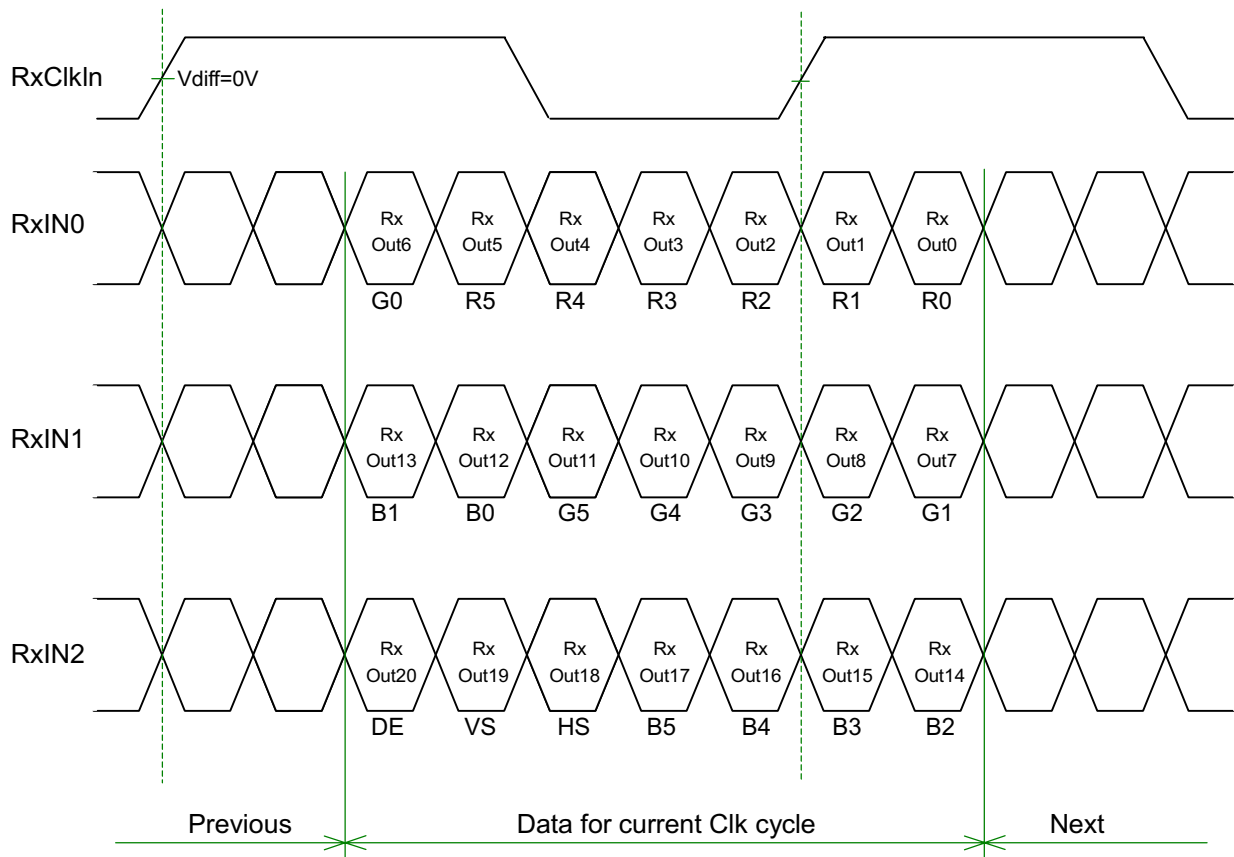 RxClkIn
Vdiff=0V
RxIN0
Rx Rx Rx Rx Rx Rx Rx
Out6 Out5 Out4 Out3 Out2 Out1 Out0
G0 R5 R4 R3 R2 R1 R0
RxIN1
Rx Rx Rx Rx Rx Rx Rx
Out13 Out12 Out11 Out10 Out9 Out8 Out7
B1 B0 G5 G4 G3 G2 G1
RxIN2
Rx Rx Rx Rx Rx Rx Rx
Out20 Out19 Out18 Out17 Out16 Out15 Out14
DE VS HS B5 B4 B3 B2
Previous Data for current Clk cycle Next